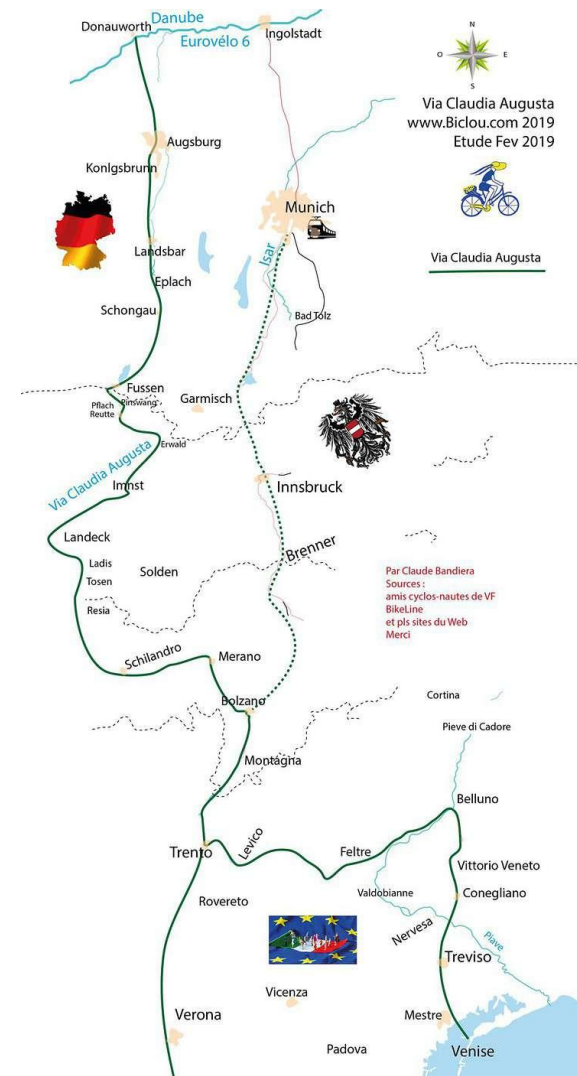 Donauworth
Danube
Eurovélo 6
Ingolstadt
N
O
E
S
Via Claudia Augusta
www.Biclou.com 2019
Etude Fev 2019
Augsburg
KonIgsbrunn
Munich
Landsbar
Isar
Via Claudia Augusta
Eplach
Schongau
Bad Tolz
Fussen
Pinswang
Pflach
Reutte
Garmisch
Erwald
Via Claudia Augusta
Imnst
Innsbruck
Landeck
Brenner
Ladis
Tosen
Solden
Resia
Par Claude Bandiera
Sources :
amis cyclos-nautes de VF
BikeLine
et pls sites du Web
Merci
Schilandro
Merano
Bolzano
Cortina
Pieve di Cadore
Montagna
Belluno
Trento
Levico
Feltre
Vittorio Veneto
Valdobianne
Conegliano
Rovereto
Nervesa
Piave
Treviso
Vicenza
Verona
Mestre
Padova
Venise